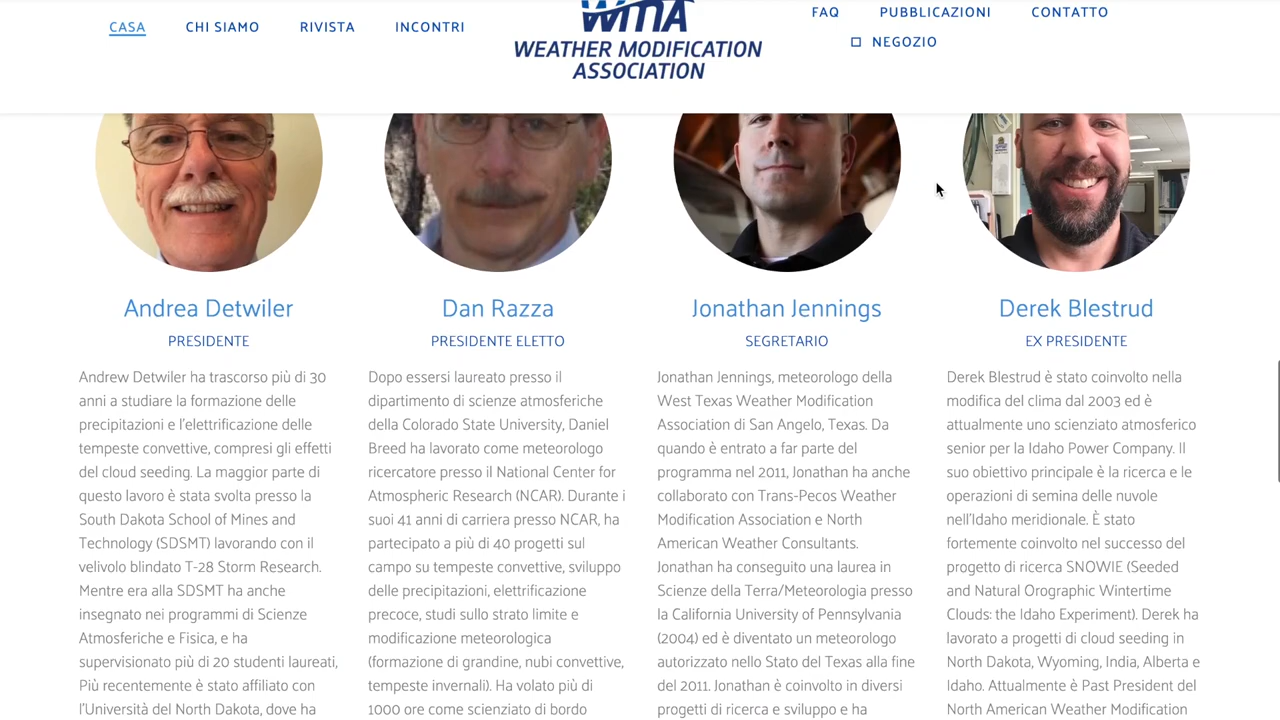 CASA
CHI SIAMO
RIVISTA
INCONTRI
WMA
WEATHER MODIFICATION
ASSOCIATION
FAQ
PUBBLICAZIONI
CONTATTO
NEGOZIO
Andrea Detwiler
PRESIDENTE
Andrew Detwiler ha trascorso più di 30
anni a studiare la formazione delle
precipitazioni e l'elettrificazione delle
tempeste convettive, compresi gli effetti
del cloud seeding. La maggior parte di
questo lavoro è stata svolta presso la
South Dakota School of Mines and
Technology (SDSMT) lavorando con il
velivolo blindato T-28 Storm Research.
Mentre era alla SDSMT ha anche
insegnato nei programmi di Scienze
Atmosferiche e Fisica, e ha
supervisionato più di 20 studenti laureati,
Più recentemente è stato affiliato con
l'Università del North Dakota, dove ha
Dan Razza
PRESIDENTE ELETTO
Dopo essersi laureato presso il
dipartimento di scienze atmosferiche
della Colorado State University, Daniel
Breed ha lavorato come meteorologo
ricercatore presso il National Center for
Atmospheric Research (NCAR). Durante i
suoi 41 anni di carriera presso NCAR, ha
partecipato a più di 40 progetti sul
campo su tempeste convettive, sviluppo
delle precipitazioni, elettrificazione
precoce, studi sullo strato limite e
modificazione meteorologica
(formazione di grandine, nubi convettive,
tempeste invernali). Ha volato più di
1000 ore come scienziato di bordo
Jonathan Jennings
SEGRETARIO
Jonathan Jennings, meteorologo della
West Texas Weather Modification
Association di San Angelo, Texas. Da
quando è entrato a far parte del
programma nel 2011, Jonathan ha anche
collaborato con Trans-Pecos Weather
Modification Association e North
American Weather Consultants.
Jonathan ha conseguito una laurea in
Scienze della Terra/Meteorologia presso
la California University of Pennsylvania
(2004) ed è diventato un meteorologo
autorizzato nello Stato del Texas alla fine
del 2011. Jonathan è coinvolto in diversi
progetti di ricerca e sviluppo e ha
Derek Blestrud
EX PRESIDENTE
Derek Blestrud è stato coinvolto nella
modifica del clima dal 2003 ed è
attualmente uno scienziato atmosferico
senior per la Idaho Power Company. Il
suo obiettivo principale è la ricerca e le
operazioni di semina delle nuvole
nell'Idaho meridionale. È stato
fortemente coinvolto nel successo del
progetto di ricerca SNOWIE (Seeded
and Natural Orographic Wintertime
Clouds: the Idaho Experiment). Derek ha
lavorato a progetti di cloud seeding in
North Dakota, Wyoming, India, Alberta e
Idaho. Attualmente è Past President del
North American Weather Modification